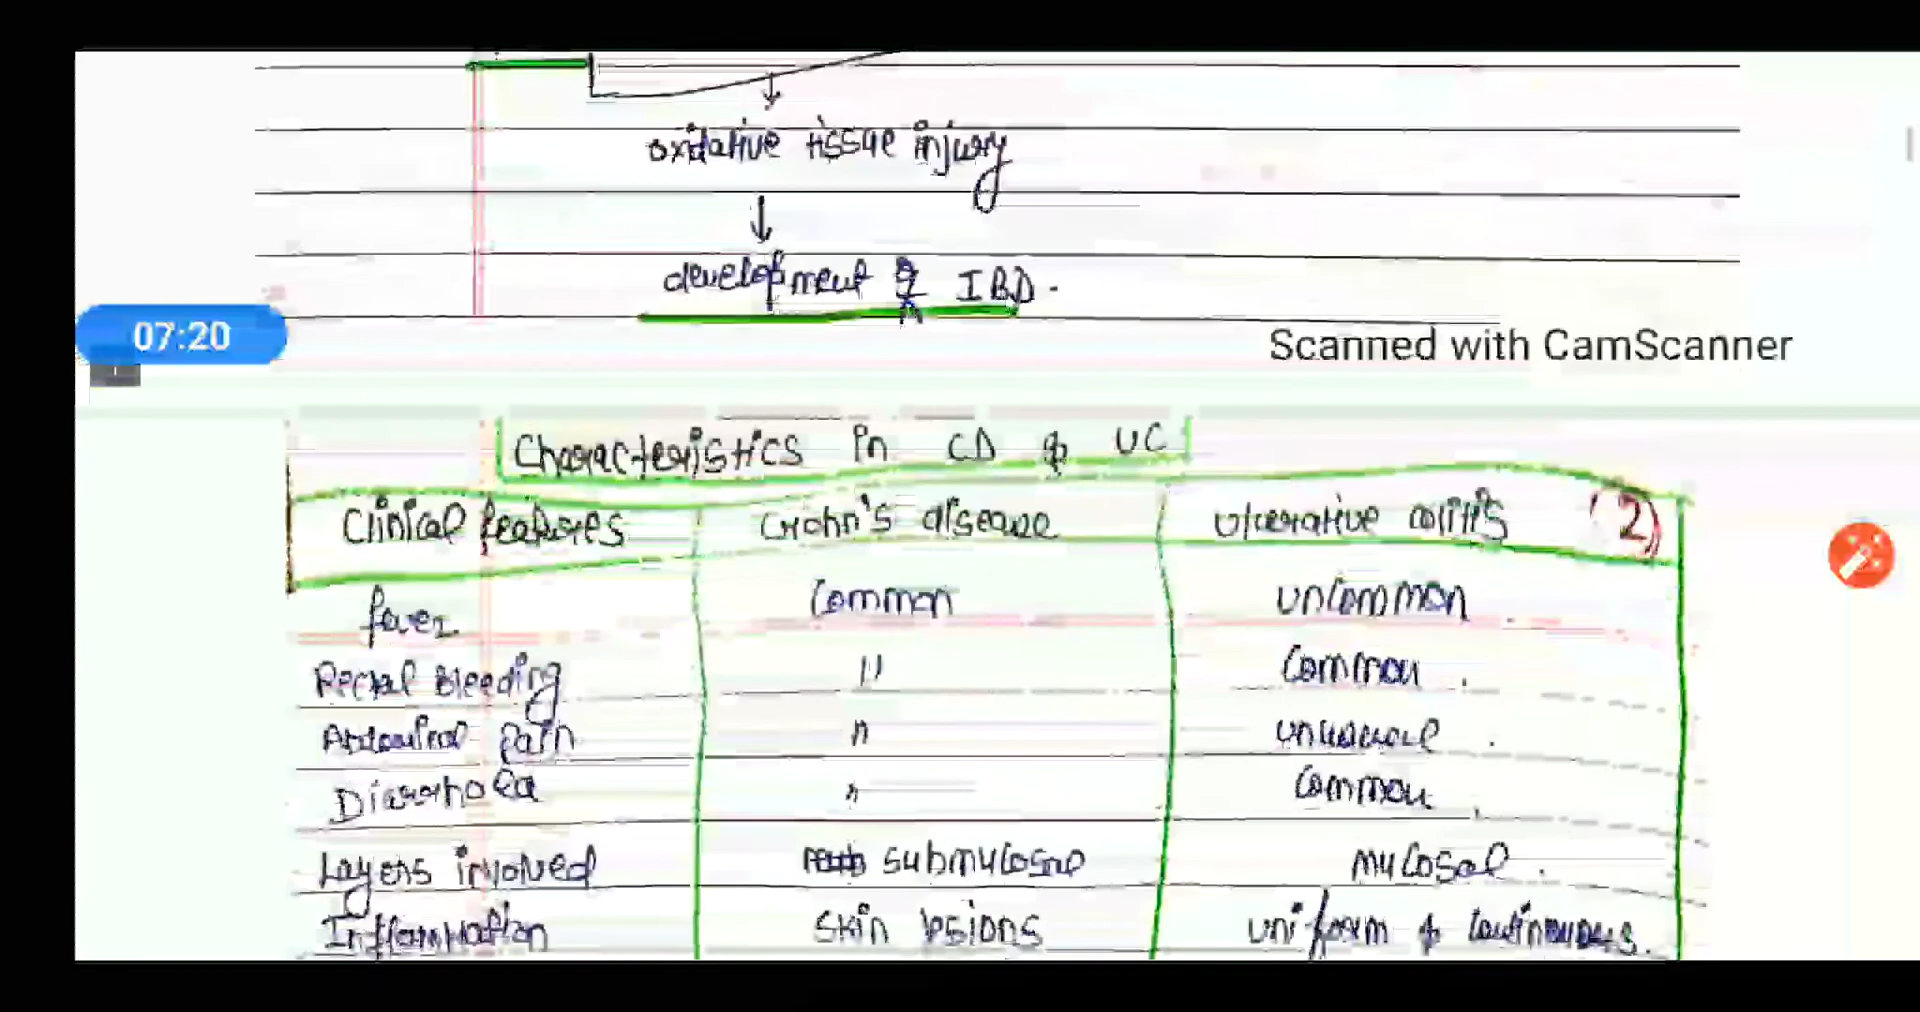 oxidative tissue injury
↓
development of IBD.
07:20
Scanned with CamScanner
Characteristics in CD & UC
Clinical features Crohn's disease Ulcerative colitis (2)
fever Common uncommon
Rectal Bleeding " Common.
Abdominal pain " unusual.
Diarrhoea " Common.
Layers involved submucosal mucosal.
Inflammation skin lesions uniform & continuous.